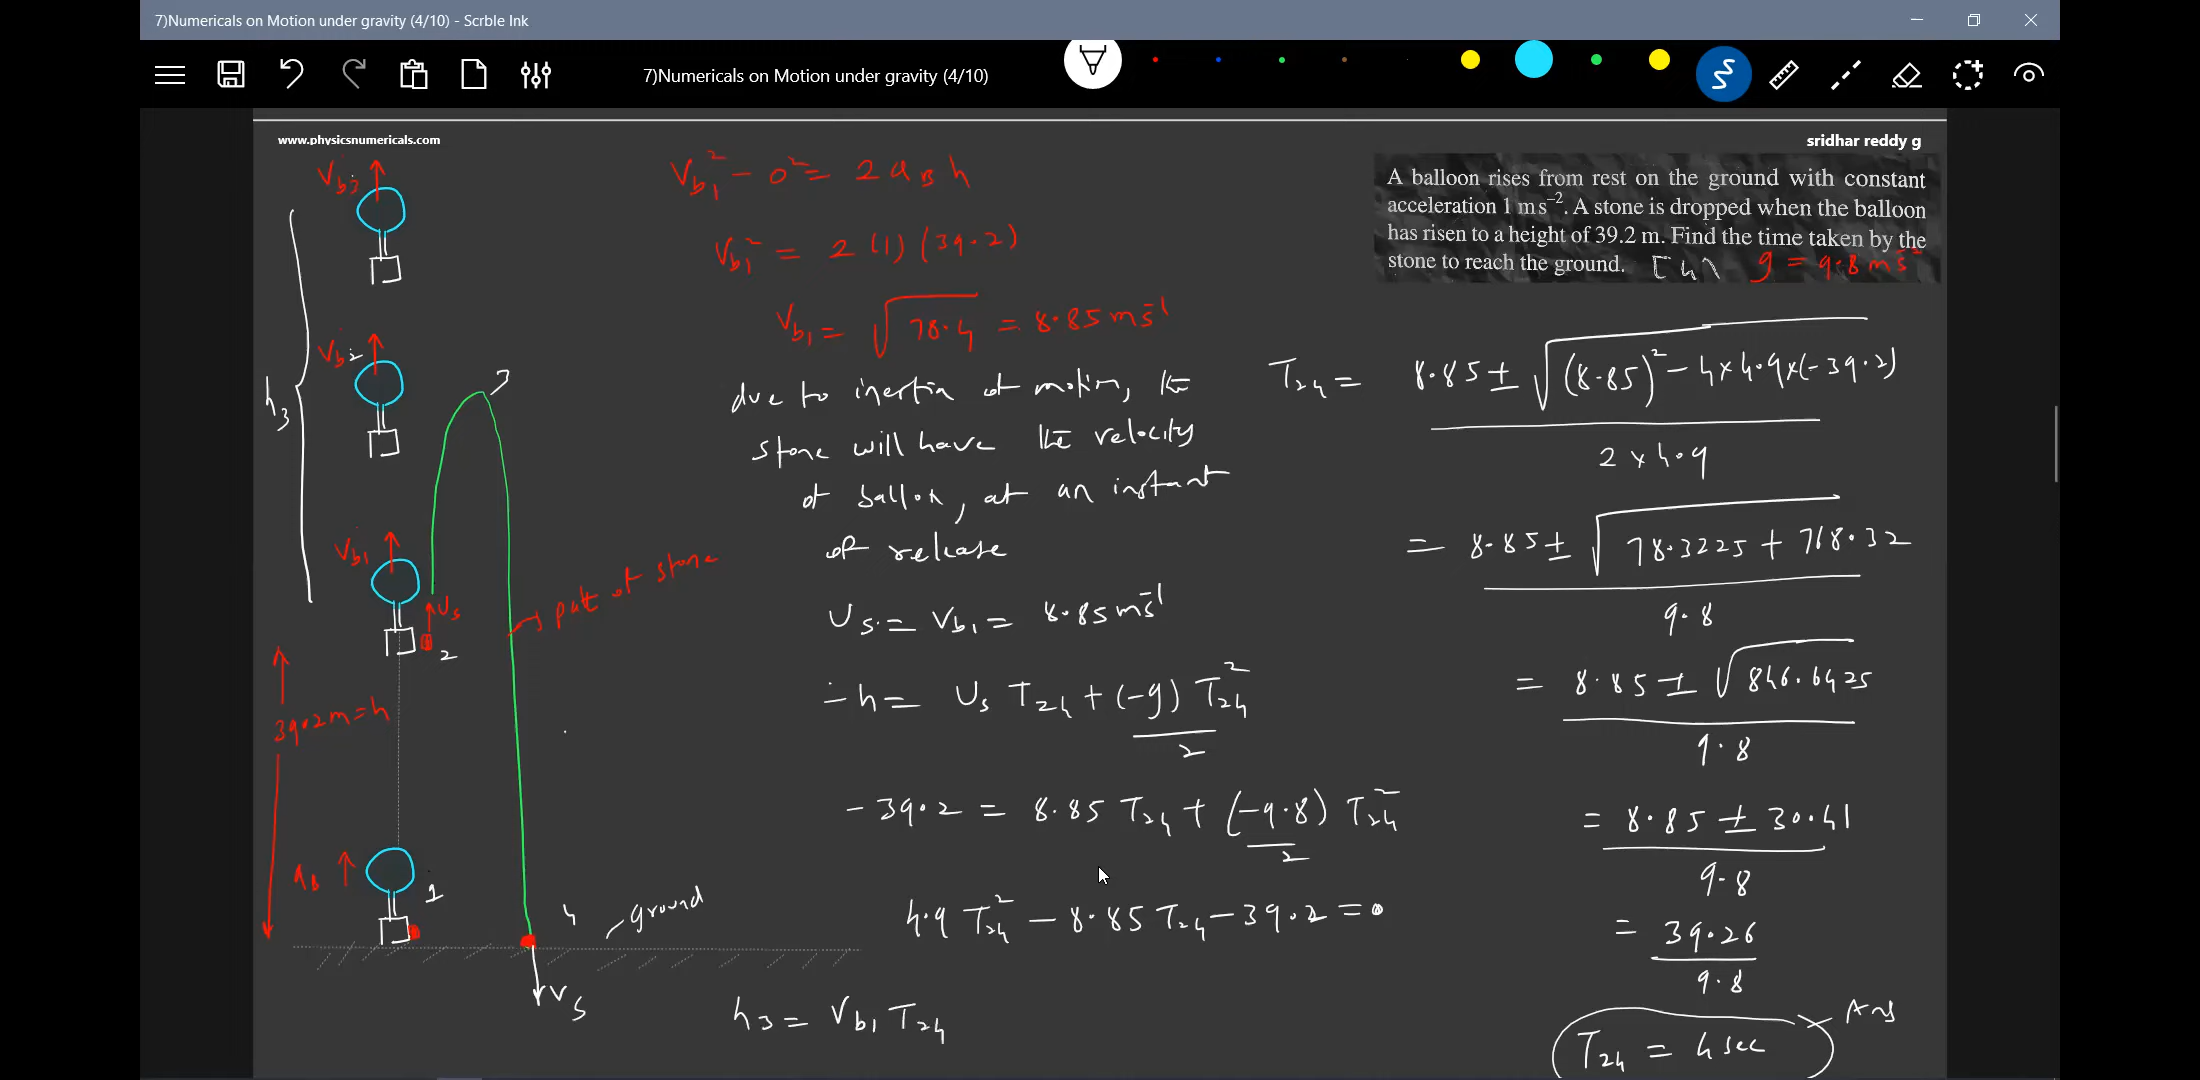 7)Numericals on Motion under gravity (4/10) - Scrble Ink
7)Numericals on Motion under gravity (4/10)
www.physicsnumericals.com
sridhar reddy g
A balloon rises from rest on the ground with constant
acceleration 1 ms⁻². A stone is dropped when the balloon
has risen to a height of 39.2 m. Find the time taken by the
stone to reach the ground. [4] g = 9.8 ms⁻²
Vb3
Vb2
h3
3
Vb1
Us
2
path of stone
39.2m = h
aB
1
4
ground
Vs
Vb1² - 0² = 2 aB h
Vb1² = 2 (1) (39.2)
Vb1 = √78.4 = 8.85 ms⁻¹
due to inertia of motion, the
stone will have the velocity
of ballon, at an instant
of release
Us = Vb1 = 8.85 ms⁻¹
- h = Us T24 + (-g) T24² / 2
- 39.2 = 8.85 T24 + (-9.8) T24² / 2
4.9 T24² - 8.85 T24 - 39.2 = 0
h3 = Vb1 T24
T24 = 8.85 ± √(8.85)² - 4×4.9×(-39.2)
2 × 4.9
= 8.85 ± √78.3225 + 768.32
9.8
= 8.85 ± √846.6425
9.8
= 8.85 ± 30.41
9.8
= 39.26
9.8
Ans
T24 = 4 sec